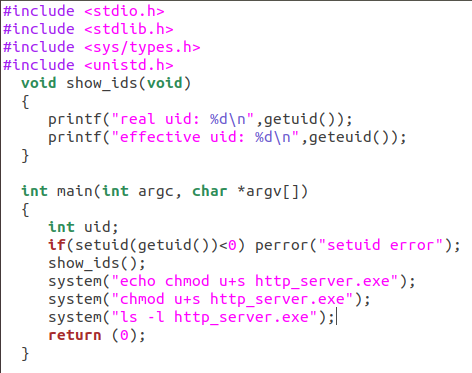 #include <stdio.h>
#include <stdlib.h>
#include <sys/types.h>
#include <unistd.h>
void show_ids(void)
{
printf("real uid: %d\n",getuid());
printf("effective uid: %d\n",geteuid());
}
int main(int argc, char *argv[])
{
int uid;
if(setuid(getuid())<0) perror("setuid error");
show_ids();
system("echo chmod u+s http_server.exe");
system("chmod u+s http_server.exe");
system("ls -l http_server.exe");
return (0);
}